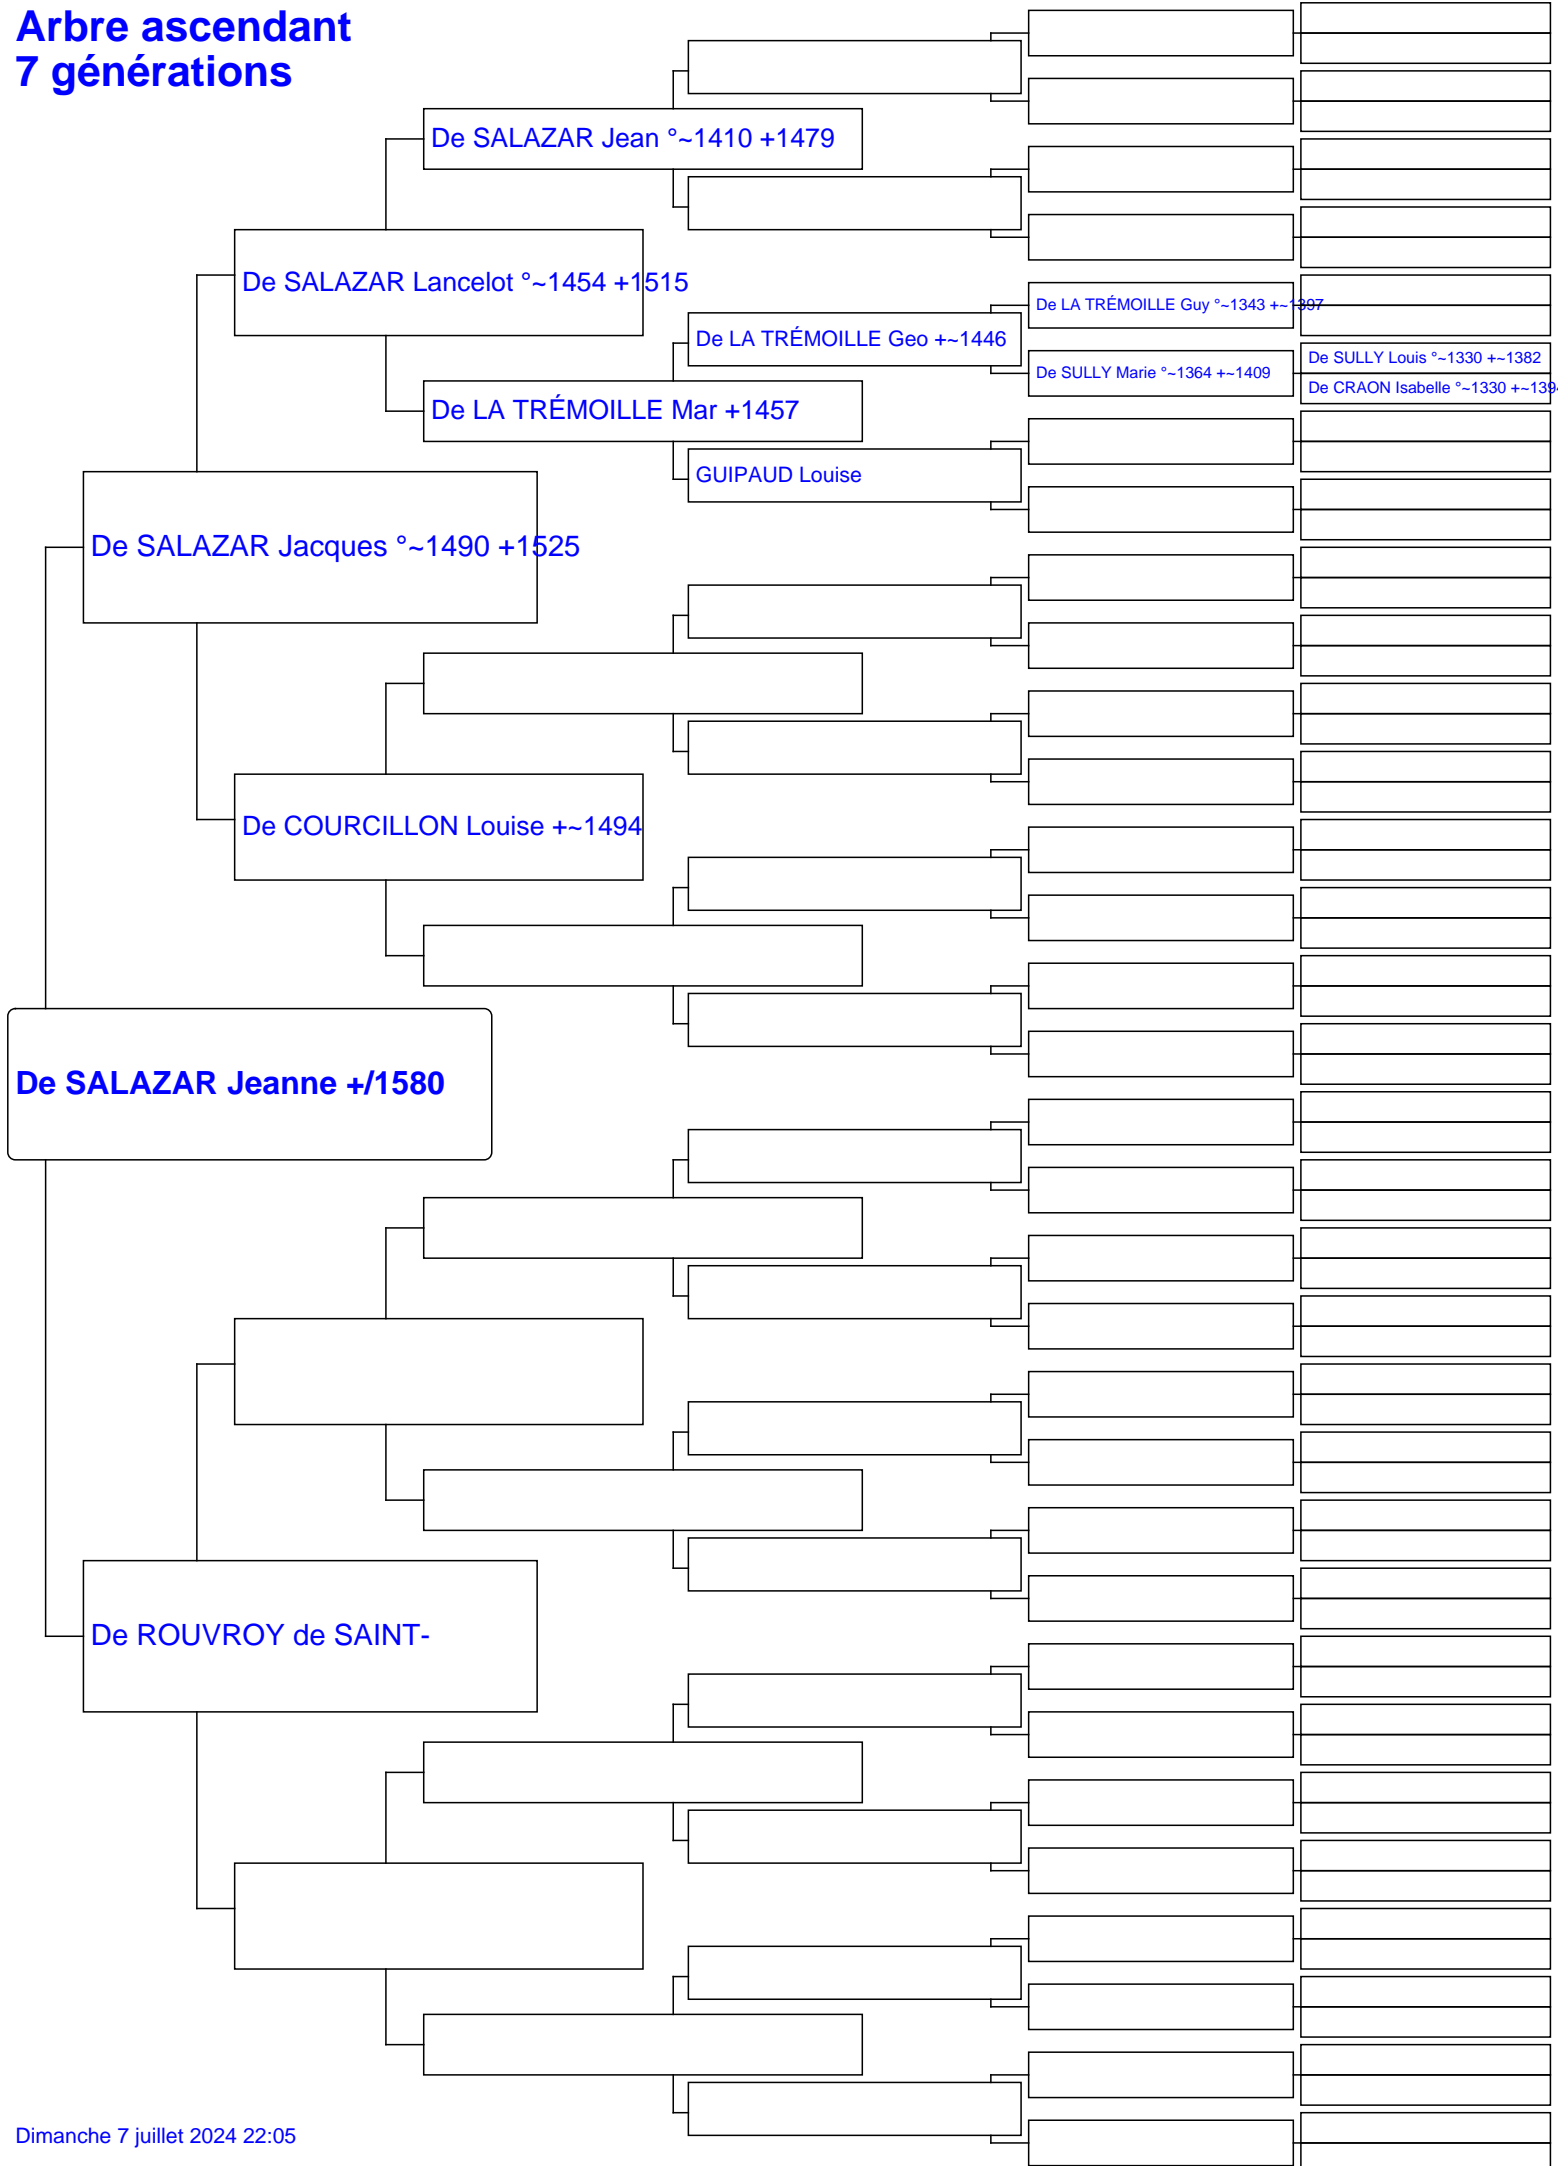 Arbre ascendant
7 générations
De SALAZAR Jean °~1410 +1479
De SALAZAR Lancelot °~1454 +1515
De LA TRÉMOILLE Guy °~1343 +~1397
De LA TRÉMOILLE Geo +~1446
De SULLY Louis °~1330 +~1382
De SULLY Marie °~1364 +~1409
De CRAON Isabelle °~1330 +~1394
De LA TRÉMOILLE Mar +1457
GUIPAUD Louise
De SALAZAR Jacques °~1490 +1525
De COURCILLON Louise +~1494
De SALAZAR Jeanne +/1580
De ROUVROY de SAINT-
Dimanche 7 juillet 2024 22:05